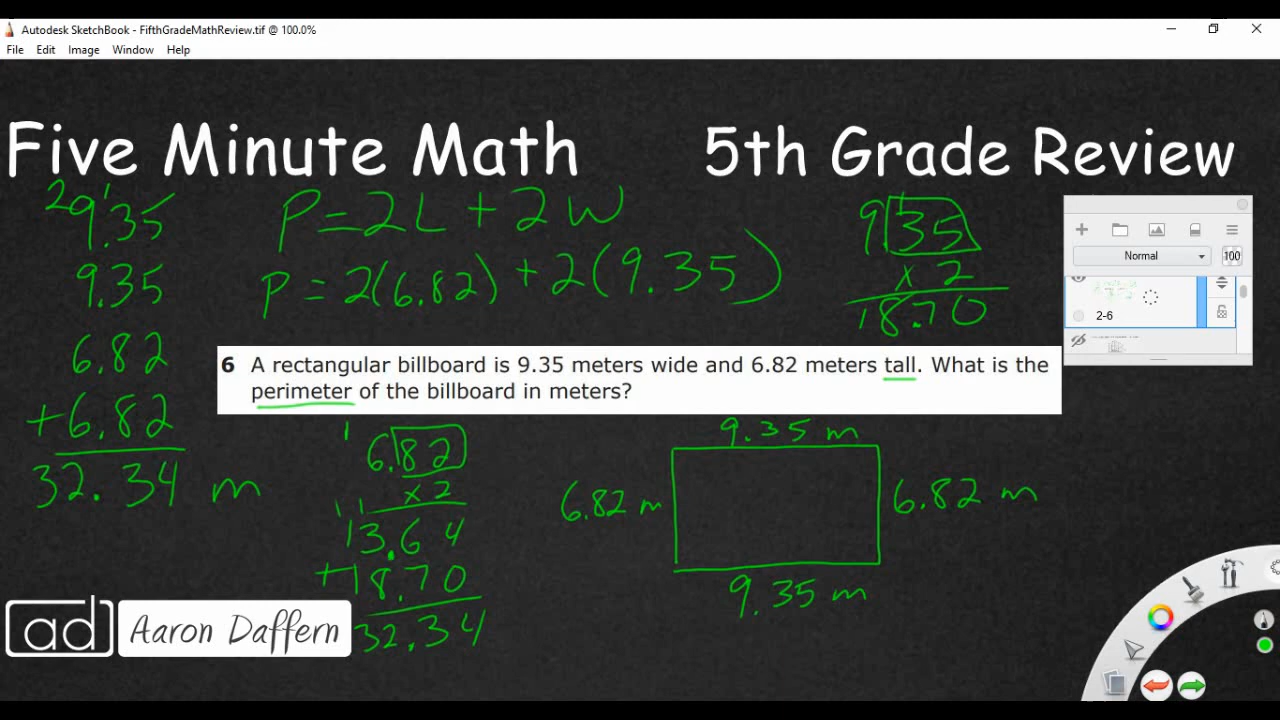 Autodesk SketchBook - FifthGradeMathReview.tif @ 100.0%
File Edit Image Window Help
Five Minute Math 5th Grade Review
9.35
9.35
6.82
+6.82
32.34 m
P = 2L + 2W
P = 2(6.82) + 2(9.35)
9.35
x 2
18.70
Normal 100
2-6
6 A rectangular billboard is 9.35 meters wide and 6.82 meters tall. What is the
perimeter of the billboard in meters?
6.82
x 2
13.64
+18.70
32.34
9.35 m
6.82 m 6.82 m
9.35 m
ad Aaron Daffern